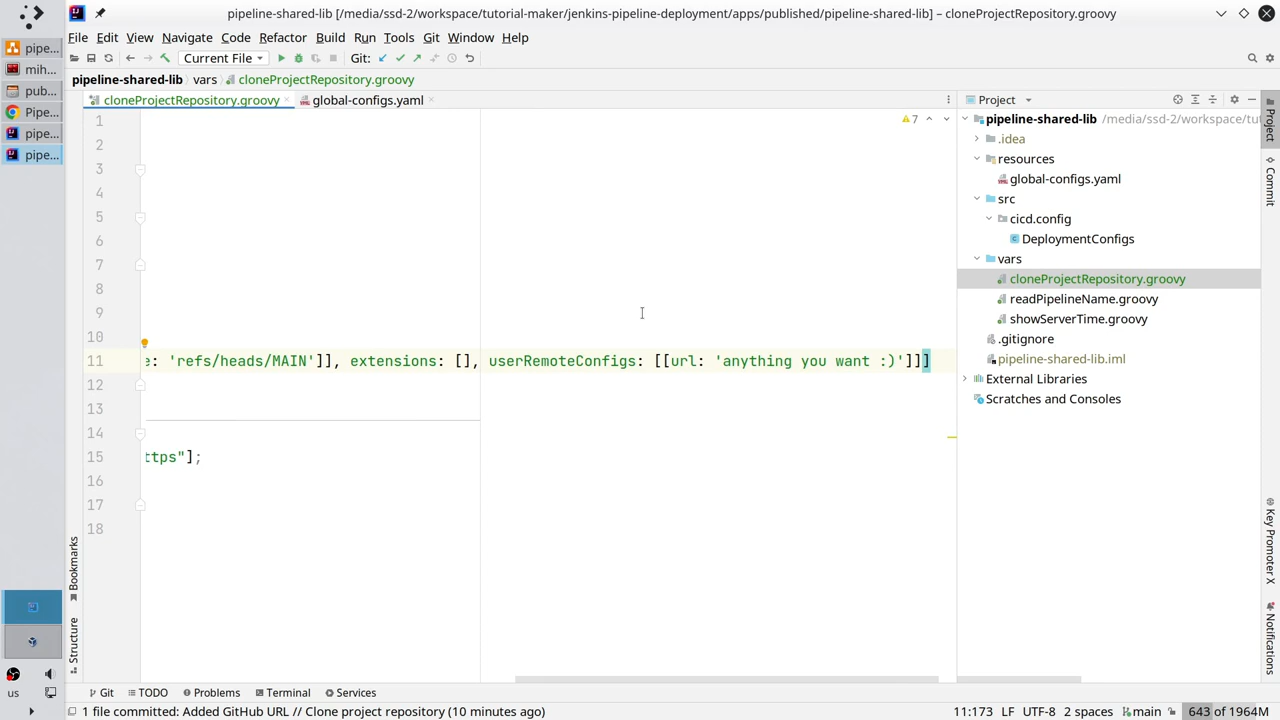 pipeline-shared-lib [/media/ssd-2/workspace/tutorial-maker/jenkins-pipeline-deployment/apps/published/pipeline-shared-lib] – cloneProjectRepository.groovy
File Edit View Navigate Code Refactor Build Run Tools Git Window Help
Current File
Git:
pipeline-shared-lib
vars
cloneProjectRepository.groovy
cloneProjectRepository.groovy
global-configs.yaml
pipe...
mih...
pub...
Pipe...
pipe...
pipe...
us
1
2
3
4
5
6
7
8
9
10
11 e: 'refs/heads/MAIN']], extensions: [], userRemoteConfigs: [[url: 'anything you want :)']]]
12
13
14
15 ttps"];
16
17
18
7
Project
pipeline-shared-lib /media/ssd-2/workspace/tu
.idea
resources
global-configs.yaml
src
cicd.config
DeploymentConfigs
vars
cloneProjectRepository.groovy
readPipelineName.groovy
showServerTime.groovy
.gitignore
pipeline-shared-lib.iml
External Libraries
Scratches and Consoles
Project
Commit
Key Promoter X
Notifications
Bookmarks
Structure
Git TODO Problems Terminal Services
1 file committed: Added GitHub URL // Clone project repository (10 minutes ago)
11:173 LF UTF-8 2 spaces main 643 of 1964M